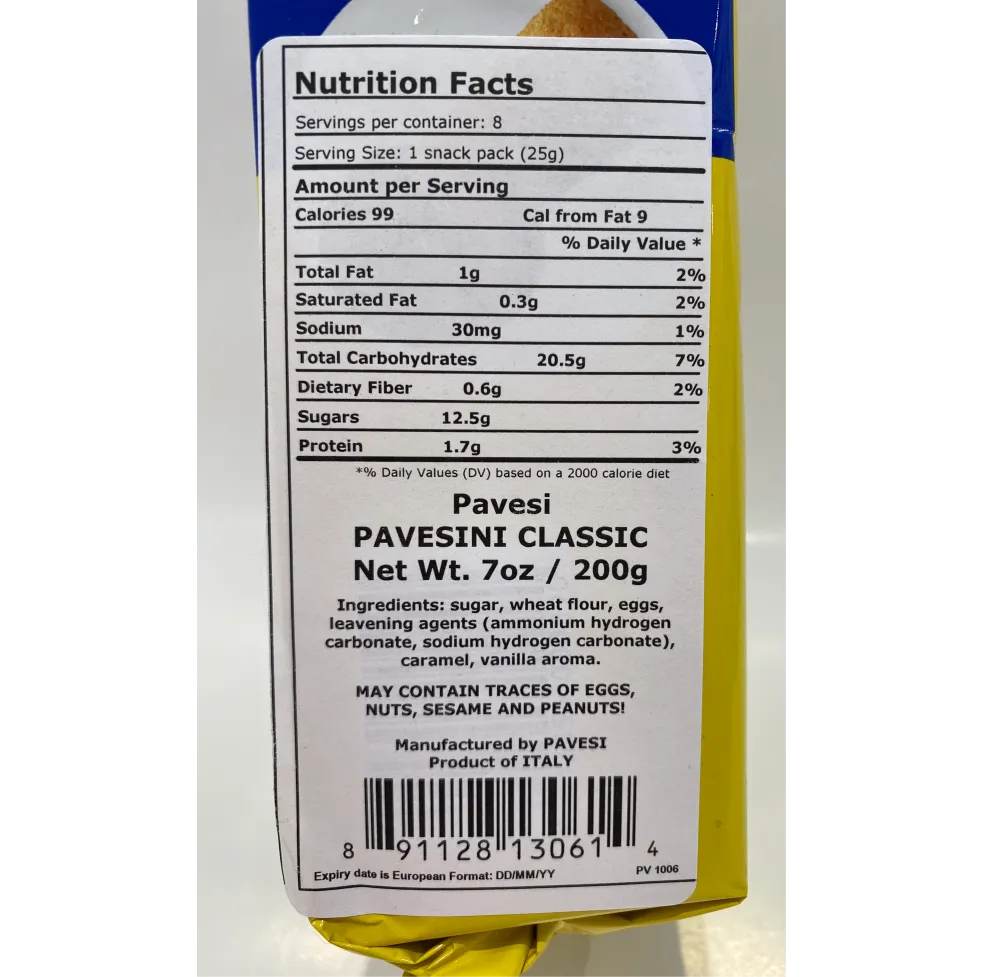 Nutrition Facts
Servings per container: 8
Serving Size: 1 snack pack (25g)
Amount per Serving
Calories 99 Cal from Fat 9
% Daily Value *
Total Fat 1g 2%
Saturated Fat 0.3g 2%
Sodium 30mg 1%
Total Carbohydrates 20.5g 7%
Dietary Fiber 0.6g 2%
Sugars 12.5g
Protein 1.7g 3%
*% Daily Values (DV) based on a 2000 calorie diet
Pavesi
PAVESINI CLASSIC
Net Wt. 7oz / 200g
Ingredients: sugar, wheat flour, eggs,
leavening agents (ammonium hydrogen
carbonate, sodium hydrogen carbonate),
caramel, vanilla aroma.
MAY CONTAIN TRACES OF EGGS,
NUTS, SESAME AND PEANUTS!
Manufactured by PAVESI
Product of ITALY
8 91128 13061 4
Expiry date is European Format: DD/MM/YY PV 1006